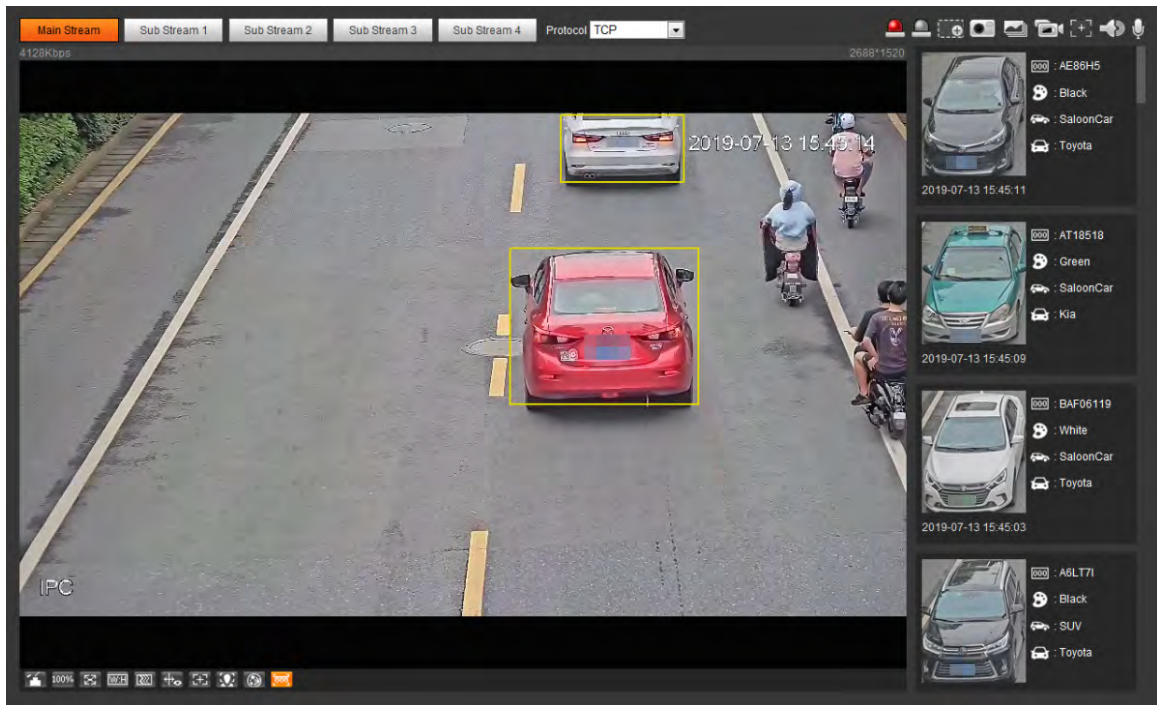 Main Stream Sub Stream 1 Sub Stream 2 Sub Stream 3 Sub Stream 4 Protocol TCP
4128Kbps 2688*1520
2019-07-13 15:45:14
IPC
: AE86H5
: Black
: SaloonCar
: Toyota
2019-07-13 15:45:11
: AT18518
: Green
: SaloonCar
: Kia
2019-07-13 15:45:09
: BAF06119
: White
: SaloonCar
: Toyota
2019-07-13 15:45:03
: A6LT7I
: Black
: SUV
: Toyota
100% W:H